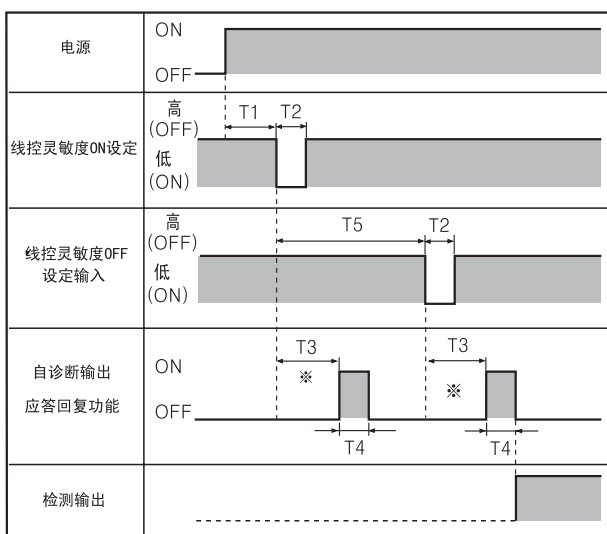 电源
ON
OFF
线控灵敏度ON设定
高
(OFF)
低
(ON)
T1
T2
线控灵敏度OFF
设定输入
高
(OFF)
低
(ON)
T5
T2
自诊断输出
应答回复功能
ON
OFF
T3
※
T4
T3
※
T4
检测输出